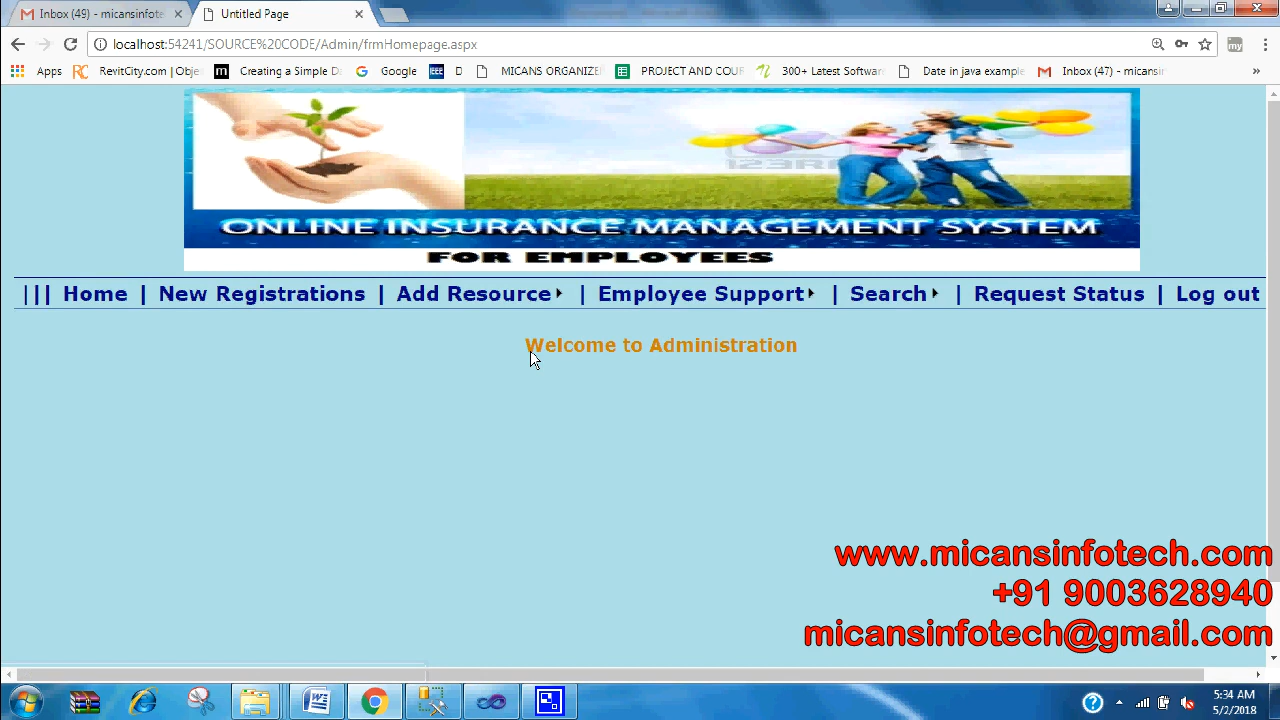 Inbox (49) - micansinfote
Untitled Page
localhost:54241/SOURCE%20CODE/Admin/frmHomepage.aspx
my
Apps RevitCity.com | Obje m Creating a Simple D Google IEEE D MICANS ORGANIZE PROJECT AND COUR 300+ Latest Softwar Date in java example Inbox (47) - micansir »
123R
ONLINE INSURANCE MANAGEMENT SYSTEM
FOR EMPLOYEES
||| Home | New Registrations | Add Resource | Employee Support | Search | Request Status | Log out
Welcome to Administration
www.micansinfotech.com
+91 9003628940
micansinfotech@gmail.com
5:34 AM
5/2/2018